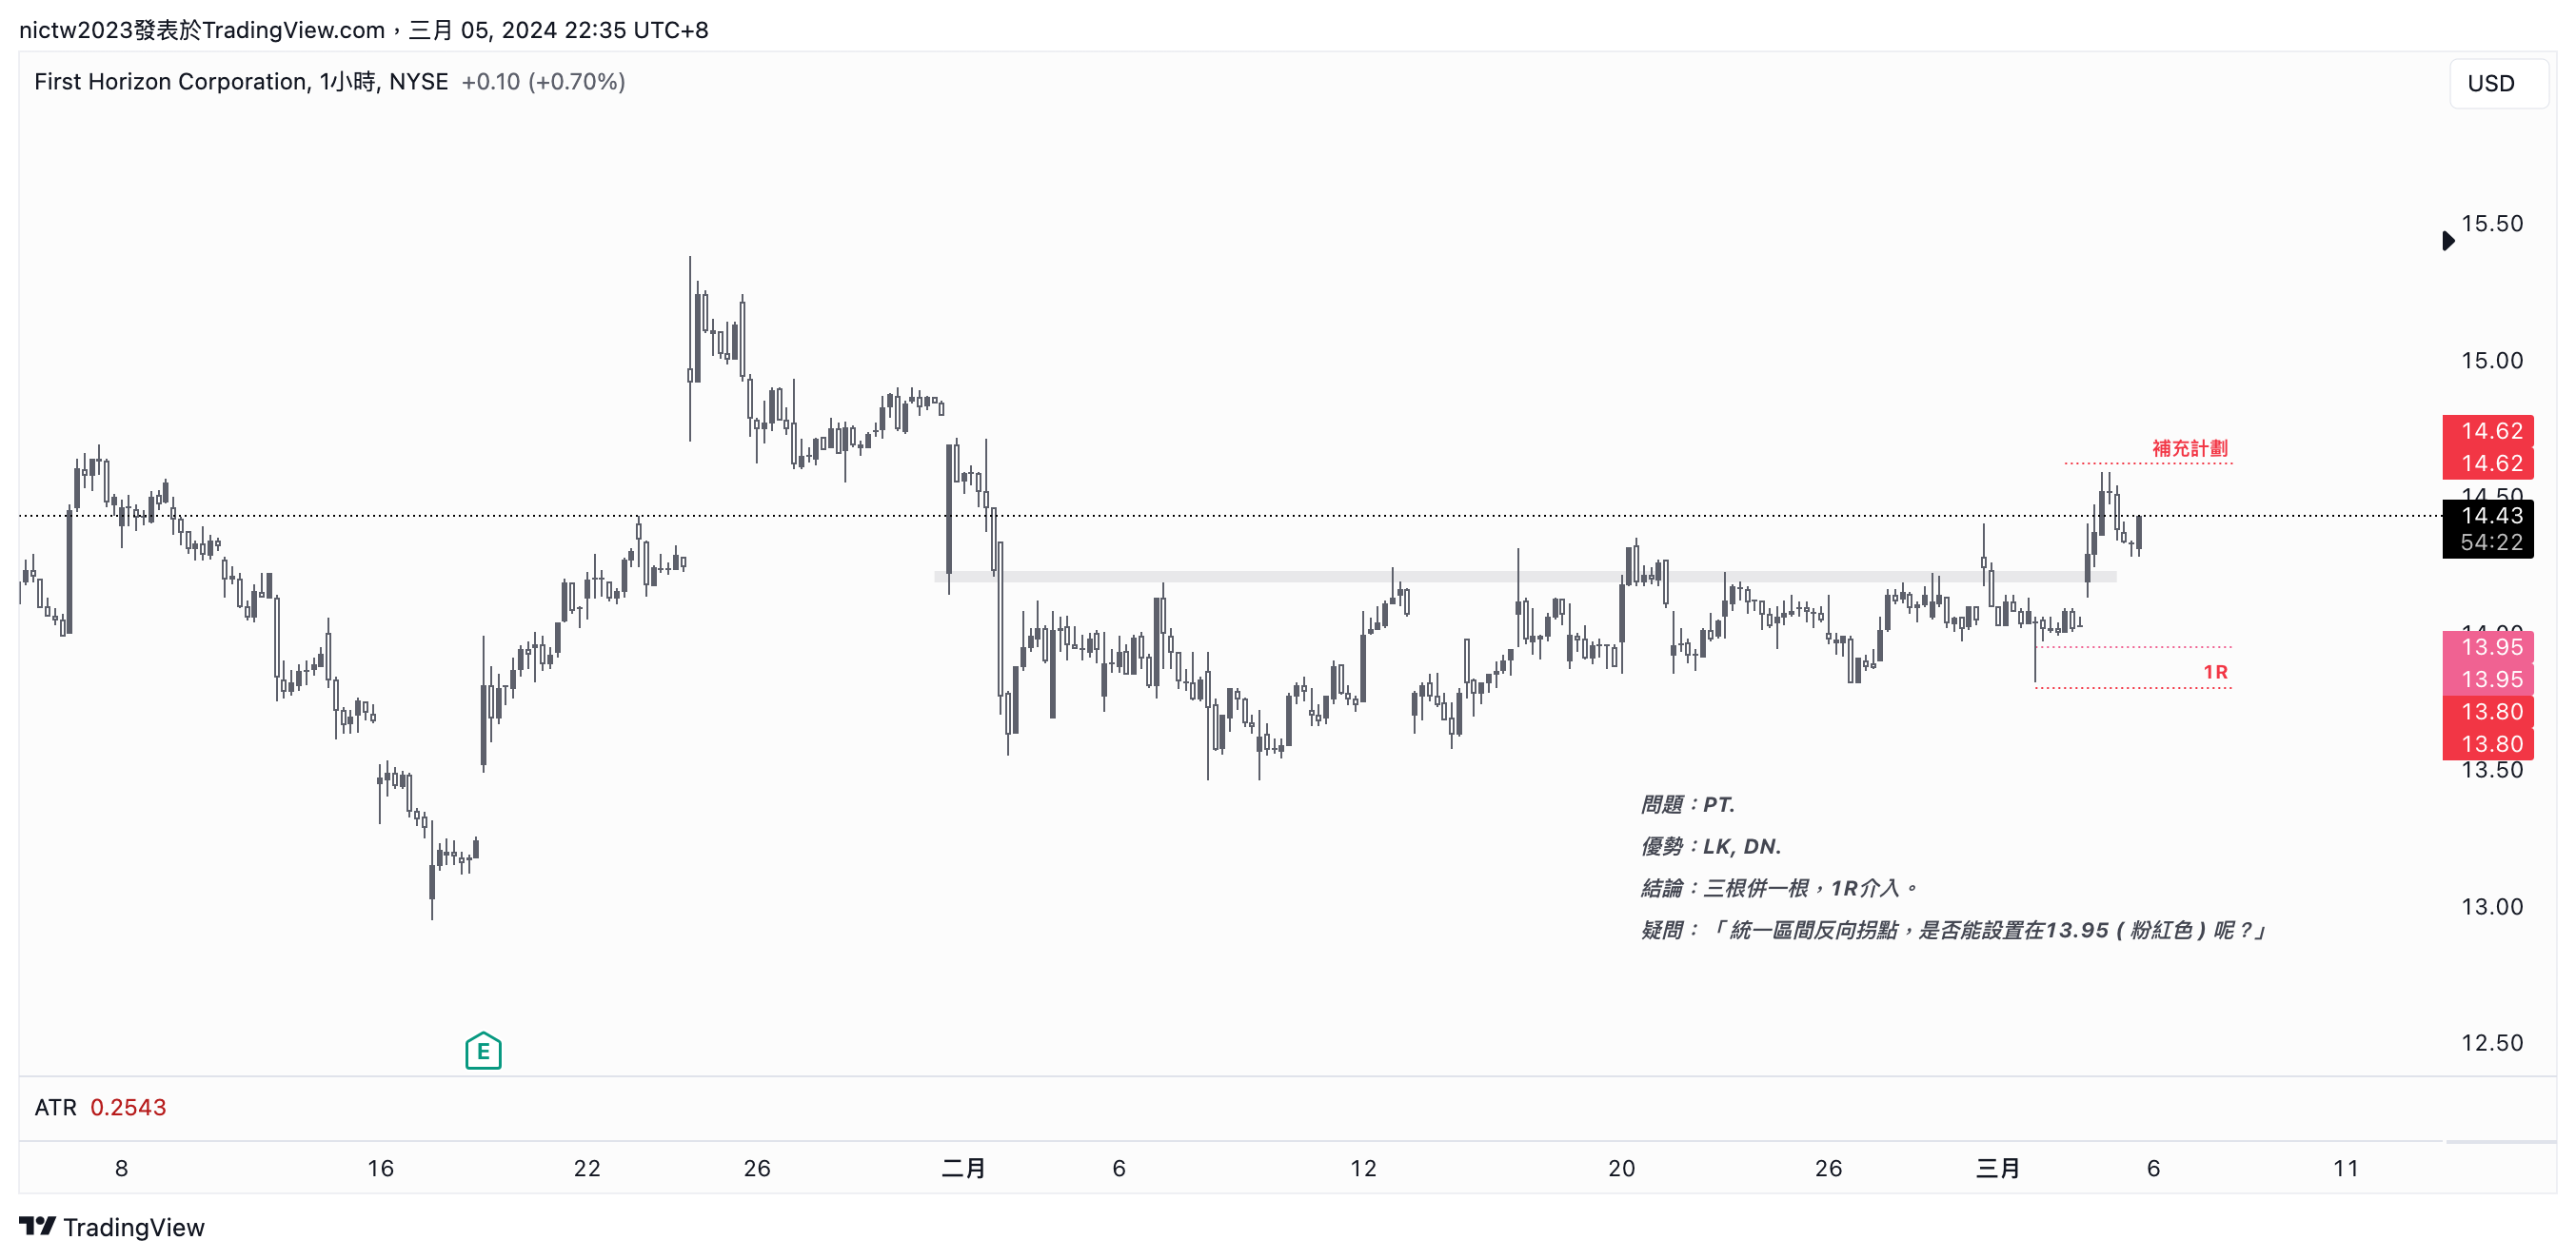 nictw2023發表於TradingView.com，三月 05, 2024 22:35 UTC+8
First Horizon Corporation, 1小時, NYSE +0.10 (+0.70%)
USD
15.50
15.00
14.62
補充計劃
14.62
14.50
14.43
54:22
14.00
13.95
1R
13.95
13.80
13.80
13.50
問題：PT.
優勢：LK, DN.
結論：三根併一根，1R介入。
疑問：「統一區間反向拐點，是否能設置在13.95 ( 粉紅色 ) 呢？」
13.00
12.50
E
ATR 0.2543
8 16 22 26 二月 6 12 20 26 三月 6 11
TradingView